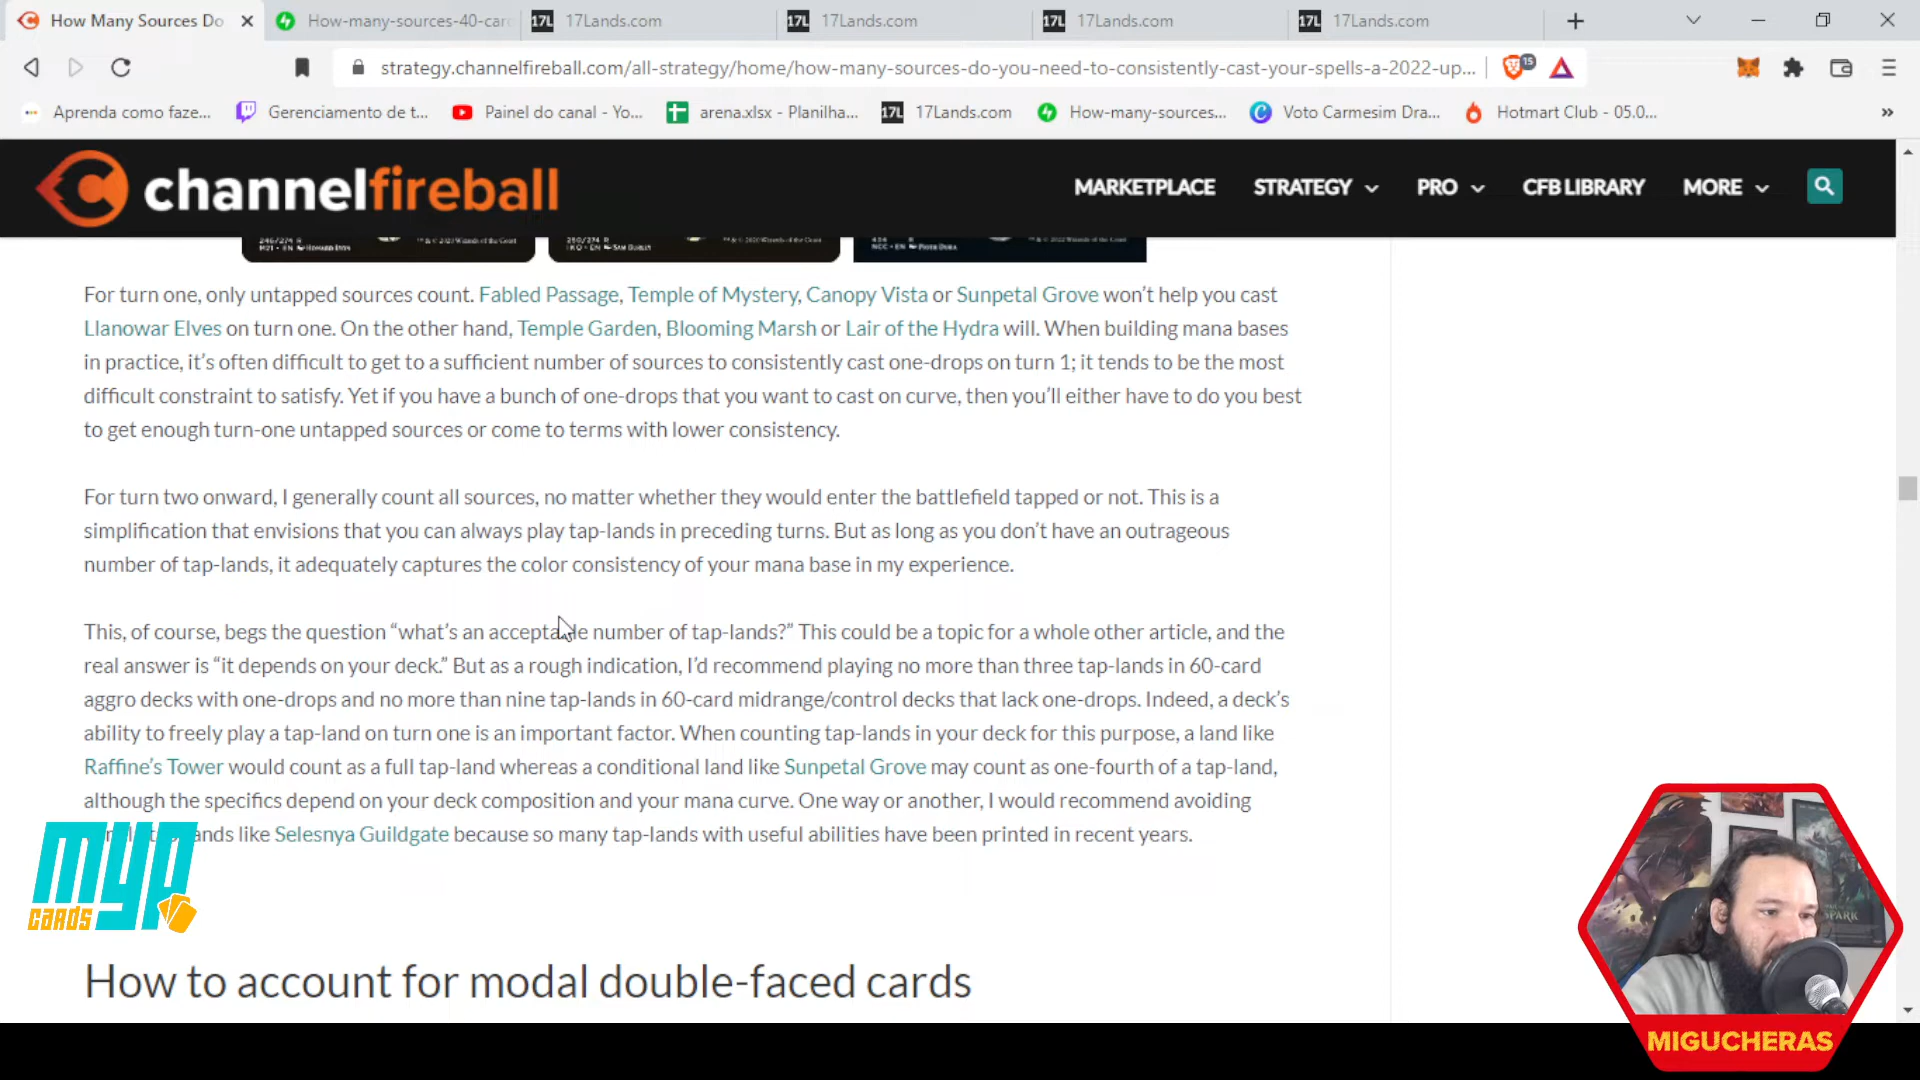 How Many Sources Do
How-many-sources-40-car
17Lands.com
17Lands.com
17Lands.com
17Lands.com
strategy.channelfireball.com/all-strategy/home/how-many-sources-do-you-need-to-consistently-cast-your-spells-a-2022-up...
15
Aprenda como faze...
Gerenciamento de t...
Painel do canal - Yo...
arena.xlsx - Planilha...
17L
17Lands.com
How-many-sources...
Voto Carmesim Dra...
Hotmart Club - 05.0...
channelfireball
MARKETPLACE
STRATEGY
PRO
CFB LIBRARY
MORE
For turn one, only untapped sources count. Fabled Passage, Temple of Mystery, Canopy Vista or Sunpetal Grove won't help you cast
Llanowar Elves on turn one. On the other hand, Temple Garden, Blooming Marsh or Lair of the Hydra will. When building mana bases
in practice, it's often difficult to get to a sufficient number of sources to consistently cast one-drops on turn 1; it tends to be the most
difficult constraint to satisfy. Yet if you have a bunch of one-drops that you want to cast on curve, then you'll either have to do you best
to get enough turn-one untapped sources or come to terms with lower consistency.
For turn two onward, I generally count all sources, no matter whether they would enter the battlefield tapped or not. This is a
simplification that envisions that you can always play tap-lands in preceding turns. But as long as you don't have an outrageous
number of tap-lands, it adequately captures the color consistency of your mana base in my experience.
This, of course, begs the question "what's an acceptable number of tap-lands?" This could be a topic for a whole other article, and the
real answer is "it depends on your deck." But as a rough indication, I'd recommend playing no more than three tap-lands in 60-card
aggro decks with one-drops and no more than nine tap-lands in 60-card midrange/control decks that lack one-drops. Indeed, a deck's
ability to freely play a tap-land on turn one is an important factor. When counting tap-lands in your deck for this purpose, a land like
Raffine's Tower would count as a full tap-land whereas a conditional land like Sunpetal Grove may count as one-fourth of a tap-land,
although the specifics depend on your deck composition and your mana curve. One way or another, I would recommend avoiding
lands like Selesnya Guildgate because so many tap-lands with useful abilities have been printed in recent years.
How to account for modal double-faced cards
MYP
cards
MIGUCHERAS